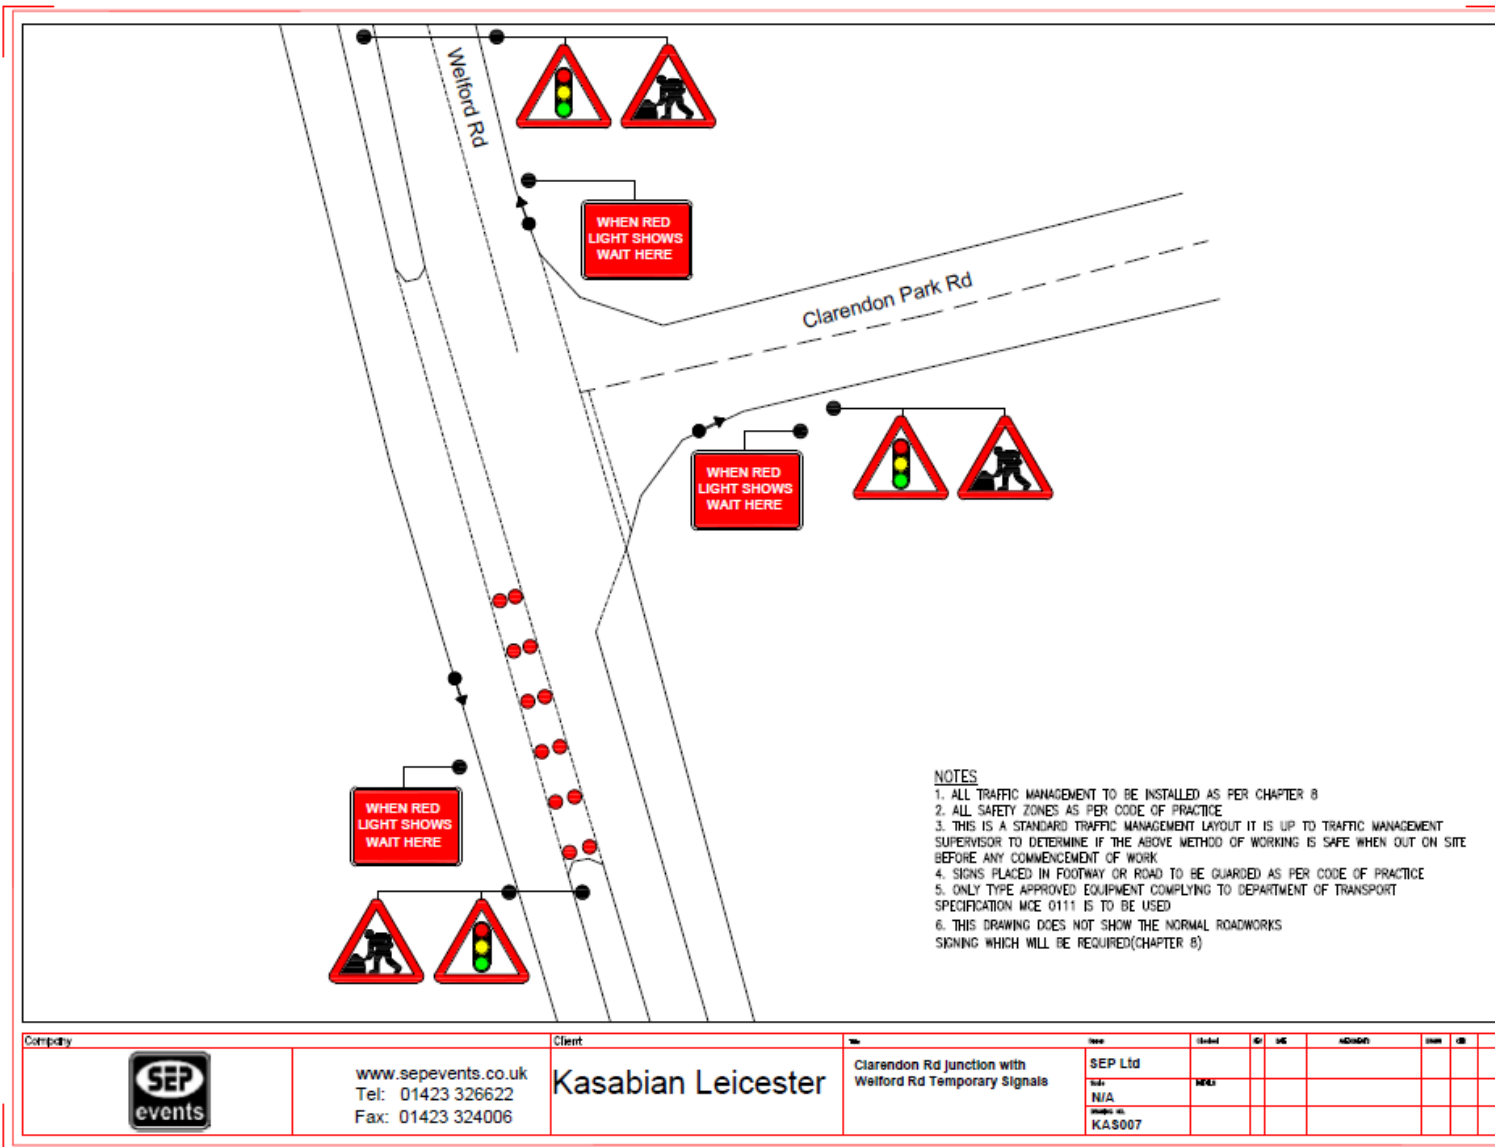 Welford Rd
WHEN RED
LIGHT SHOWS
WAIT HERE
Clarendon Park Rd
WHEN RED
LIGHT SHOWS
WAIT HERE
WHEN RED
LIGHT SHOWS
WAIT HERE
NOTES
1. ALL TRAFFIC MANAGEMENT TO BE INSTALLED AS PER CHAPTER 8
2. ALL SAFETY ZONES AS PER CODE OF PRACTICE
3. THIS IS A STANDARD TRAFFIC MANAGEMENT LAYOUT IT IS UP TO TRAFFIC MANAGEMENT
SUPERVISOR TO DETERMINE IF THE ABOVE METHOD OF WORKING IS SAFE WHEN OUT ON SITE
BEFORE ANY COMMENCEMENT OF WORK
4. SIGNS PLACED IN FOOTWAY OR ROAD TO BE GUARDED AS PER CODE OF PRACTICE
5. ONLY TYPE APPROVED EQUIPMENT COMPLYING TO DEPARTMENT OF TRANSPORT
SPECIFICATION MCE 0111 IS TO BE USED
6. THIS DRAWING DOES NOT SHOW THE NORMAL ROADWORKS
SIGNING WHICH WILL BE REQUIRED(CHAPTER 8)
Company
SEP
events
www.sepevents.co.uk
Tel: 01423 326622
Fax: 01423 324006
Client
Kasabian Leicester
Clarendon Rd junction with
Welford Rd Temporary Signals
SEP Ltd
N/A
KAS007